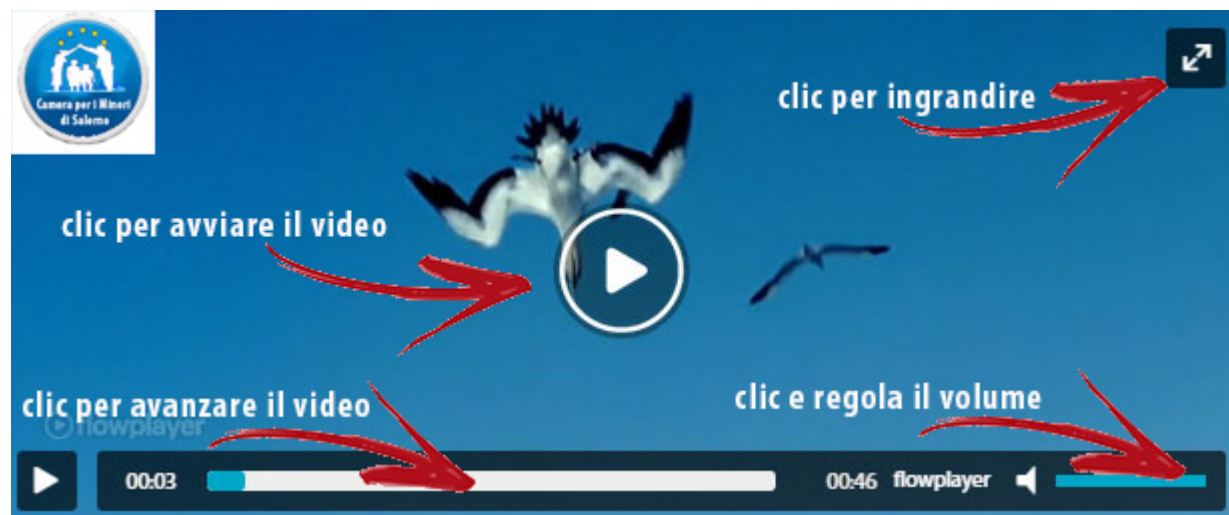 Camera per i Minori
di Salerno
clic per ingrandire
clic per avviare il video
clic per avanzare il video
clic e regola il volume
flowplayer
00:03
00:46
flowplayer